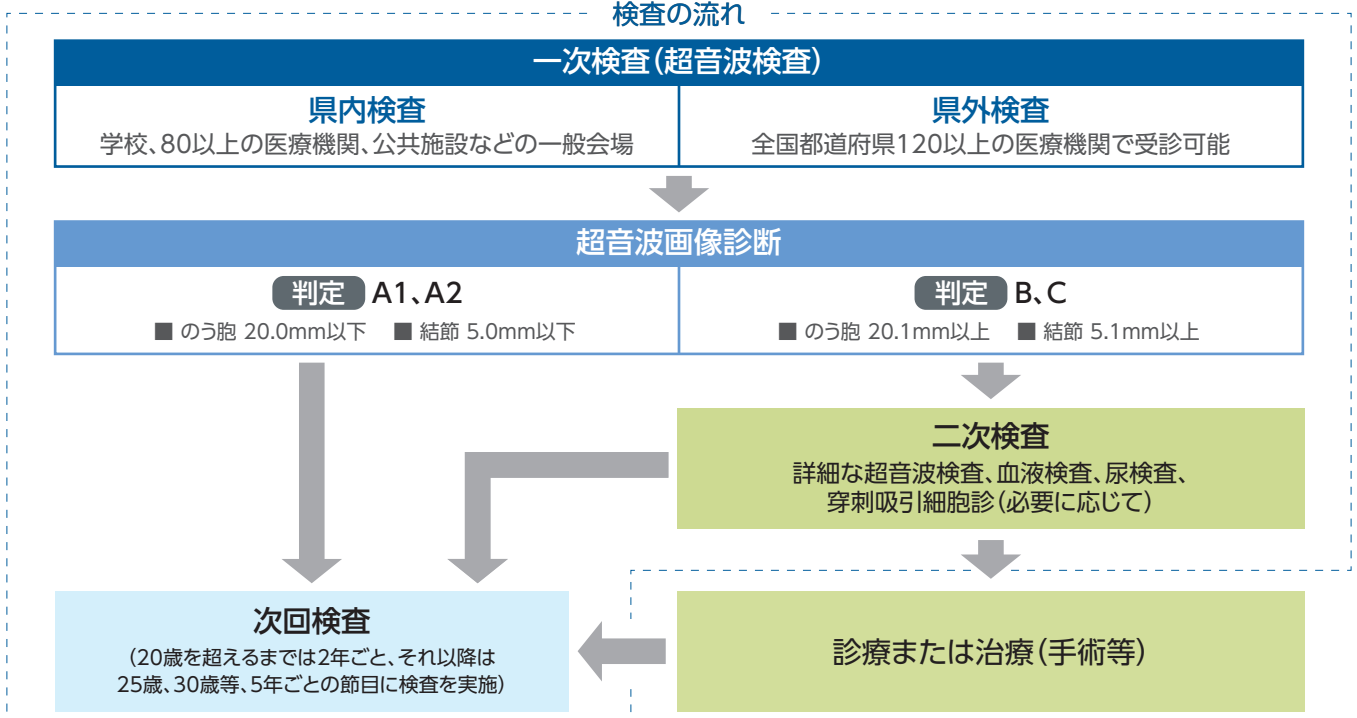 検査の流れ
一次検査（超音波検査）
県内検査
学校、80以上の医療機関、公共施設などの一般会場
県外検査
全国都道府県120以上の医療機関で受診可能
超音波画像診断
判定 A1、A2
■ のう胞 20.0mm以下 ■ 結節 5.0mm以下
判定 B、C
■ のう胞 20.1mm以上 ■ 結節 5.1mm以上
二次検査
詳細な超音波検査、血液検査、尿検査、
穿刺吸引細胞診（必要に応じて）
次回検査
（20歳を超えるまでは2年ごと、それ以降は
25歳、30歳等、5年ごとの節目に検査を実施）
診療または治療（手術等）